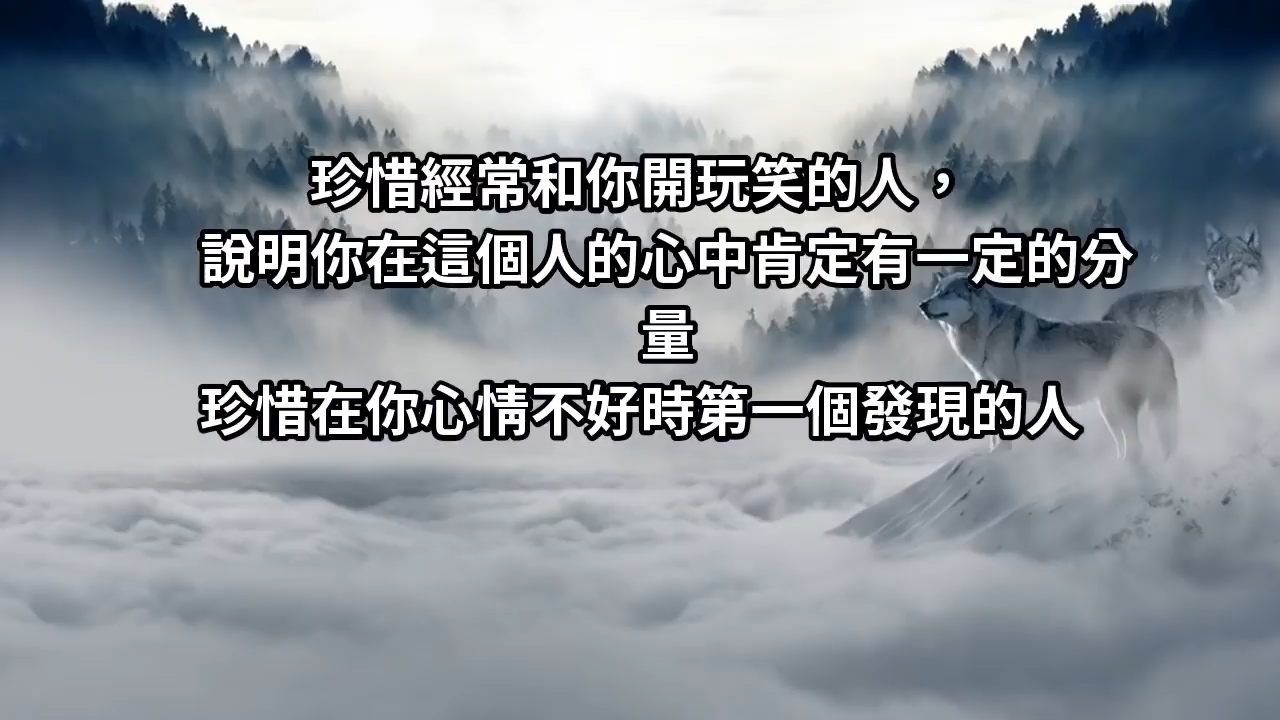 珍惜經常和你開玩笑的人，
說明你在這個人的心中肯定有一定的分
量
珍惜在你心情不好時第一個發現的人